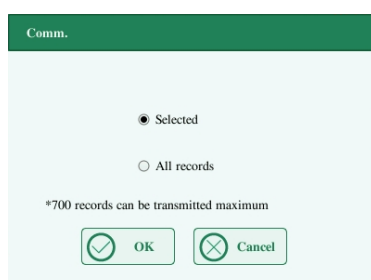 Comm.
Selected
All records
*700 records can be transmitted maximum
OK
Cancel